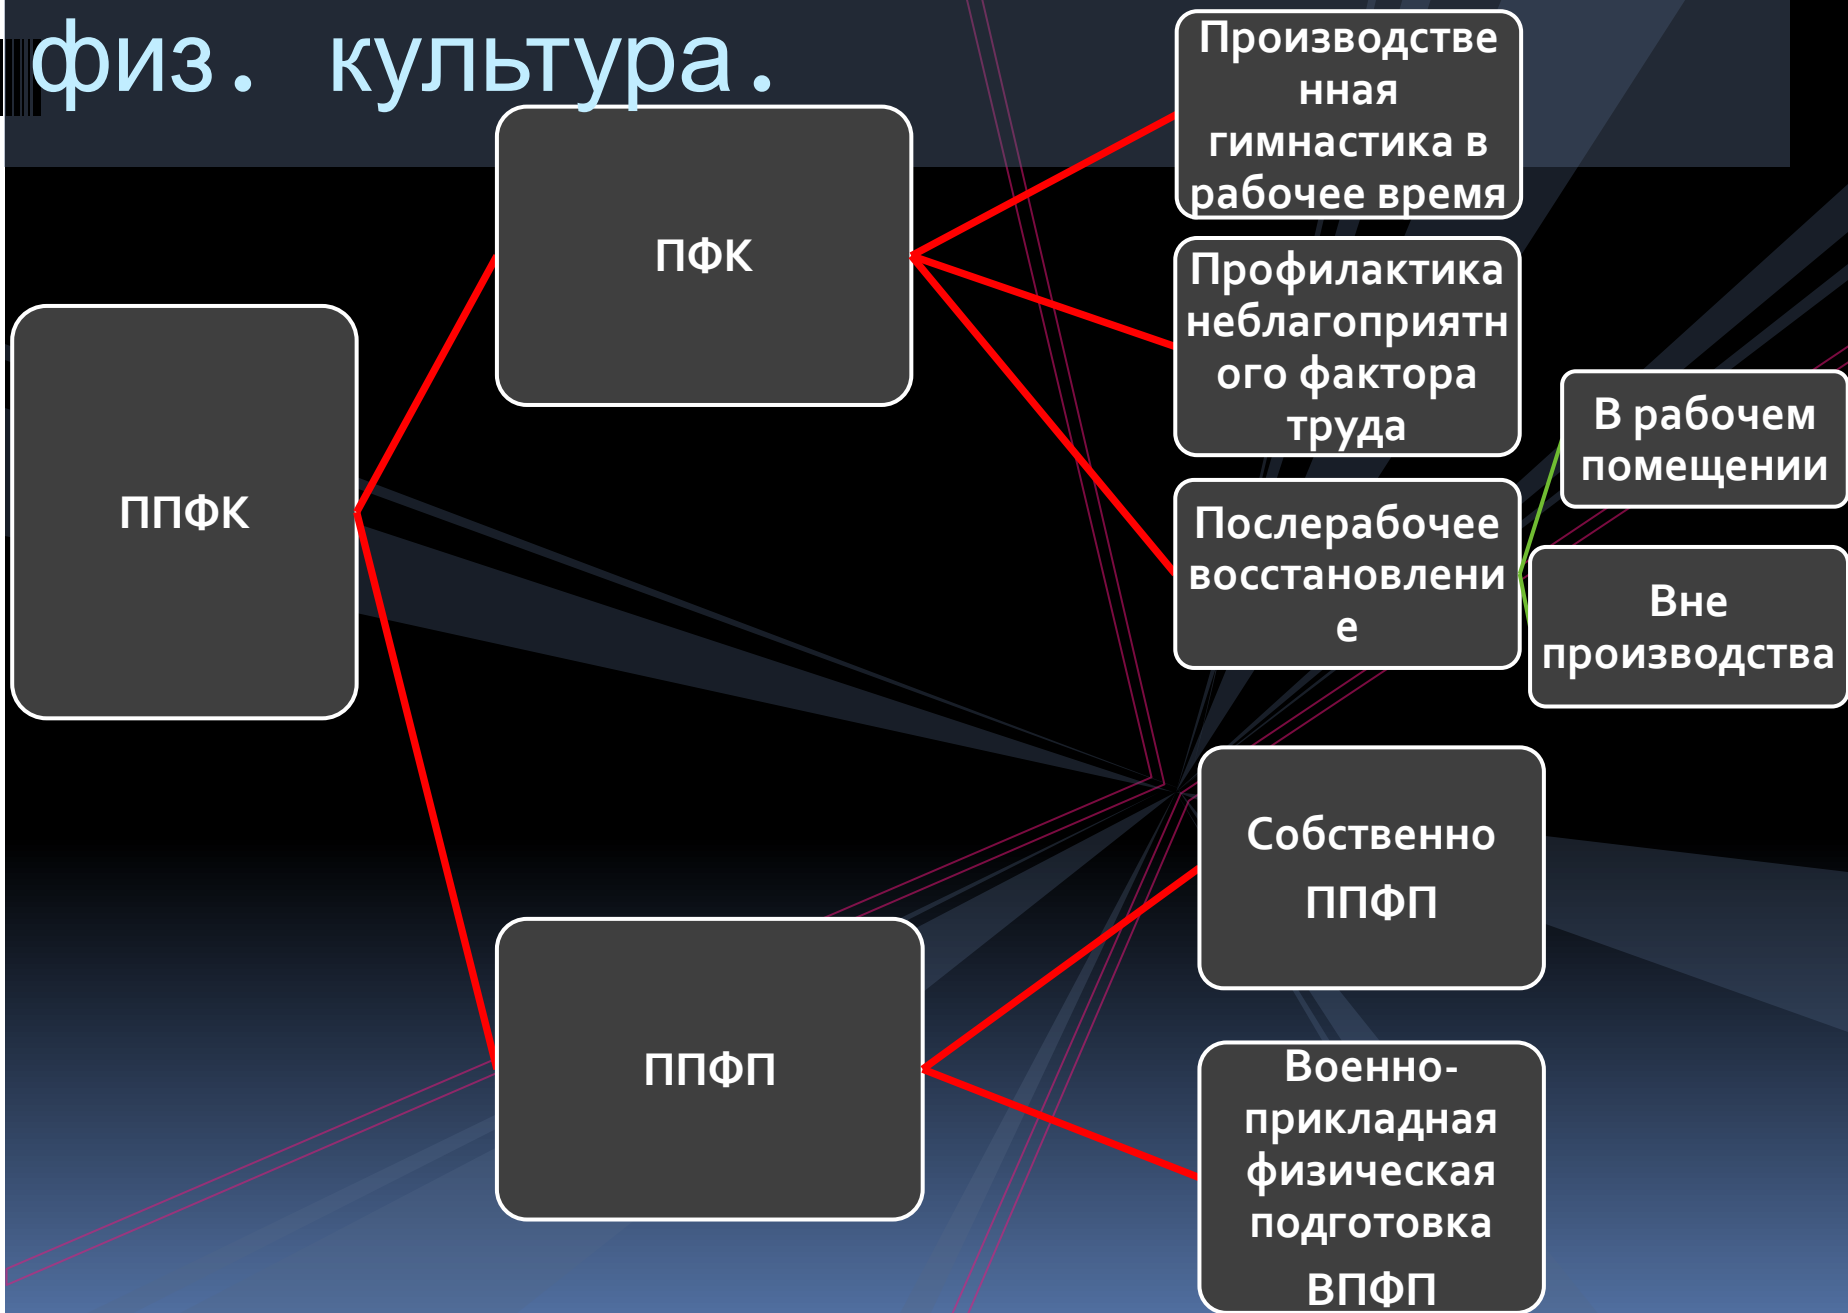 физ. культура.
ППФК
ПФК
Производстве
нная
гимнастика в
рабочее время
Профилактика
неблагоприятн
ого фактора
труда
Послерабочее
восстановлени
е
В рабочем
помещении
Вне
производства
ППФП
Собственно
ППФП
Военно-
прикладная
физическая
подготовка
ВПФП